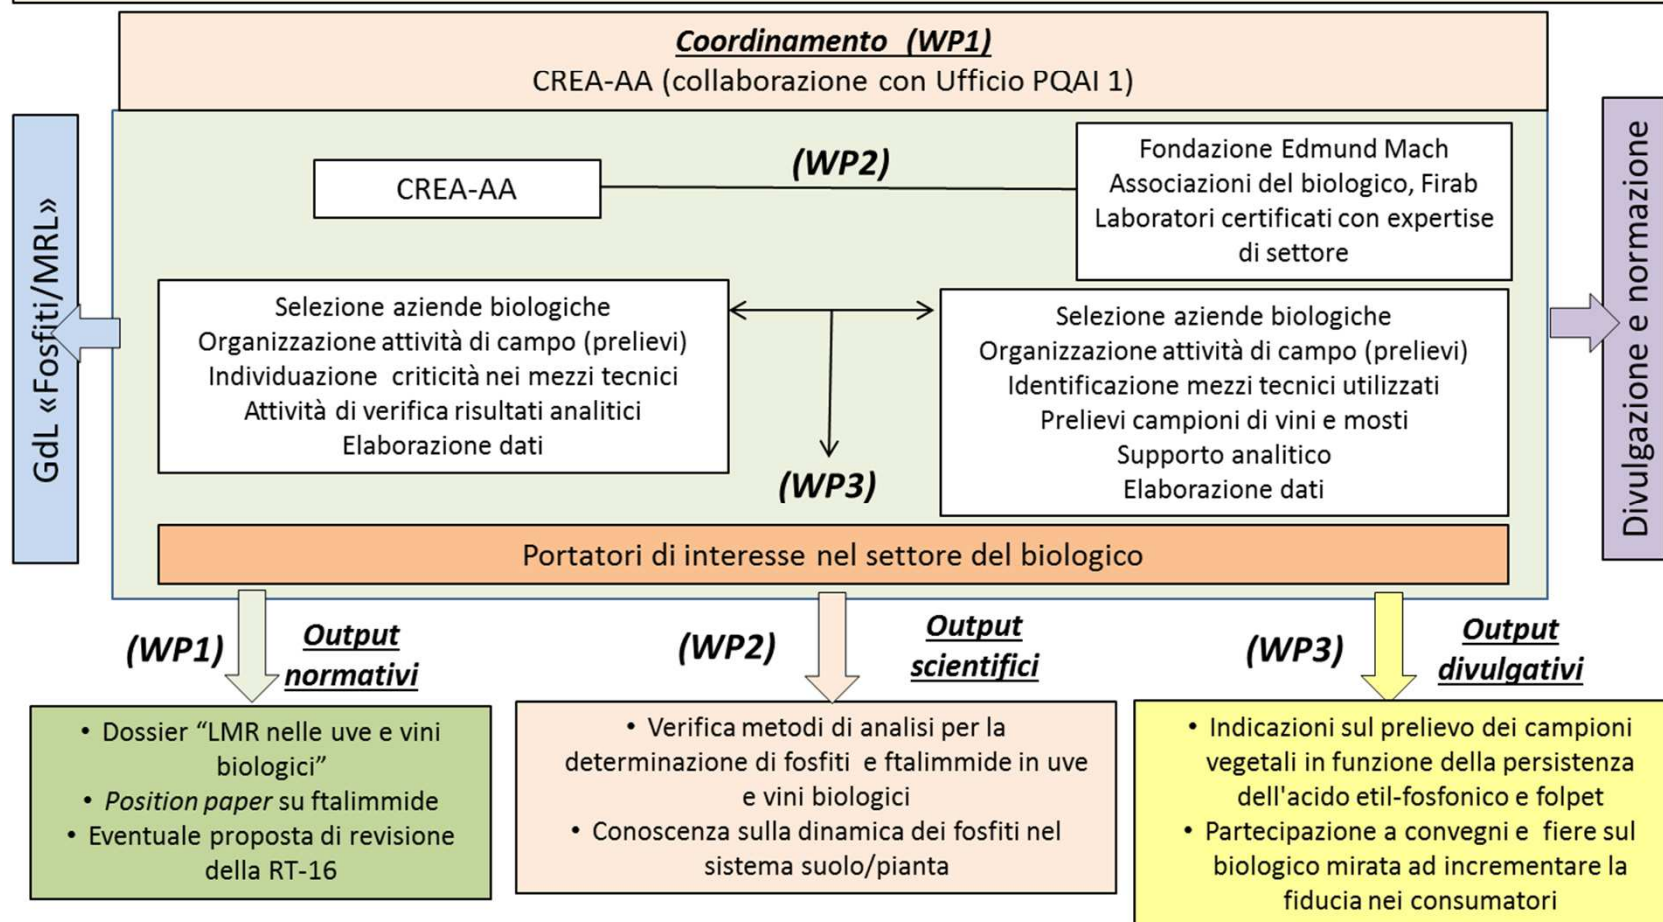 Coordinamento (WP1)
CREA-AA (collaborazione con Ufficio PQAI 1)
GdL «Fosfiti/MRL»
CREA-AA
(WP2)
Fondazione Edmund Mach
Associazioni del biologico, Firab
Laboratori certificati con expertise
di settore
Selezione aziende biologiche
Organizzazione attività di campo (prelievi)
Individuazione criticità nei mezzi tecnici
Attività di verifica risultati analitici
Elaborazione dati
(WP3)
Selezione aziende biologiche
Organizzazione attività di campo (prelievi)
Identificazione mezzi tecnici utilizzati
Prelievi campioni di vini e mosti
Supporto analitico
Elaborazione dati
Divulgazione e normazione
Portatori di interesse nel settore del biologico
(WP1)
Output
normativi
(WP2)
Output
scientifici
(WP3)
Output
divulgativi
• Dossier “LMR nelle uve e vini
biologici”
• Position paper su ftalimmide
• Eventuale proposta di revisione
della RT-16
• Verifica metodi di analisi per la
determinazione di fosfiti e ftalimmide in uve
e vini biologici
• Conoscenza sulla dinamica dei fosfiti nel
sistema suolo/pianta
• Indicazioni sul prelievo dei campioni
vegetali in funzione della persistenza
dell'acido etil-fosfonico e folpet
• Partecipazione a convegni e fiere sul
biologico mirata ad incrementare la
fiducia nei consumatori